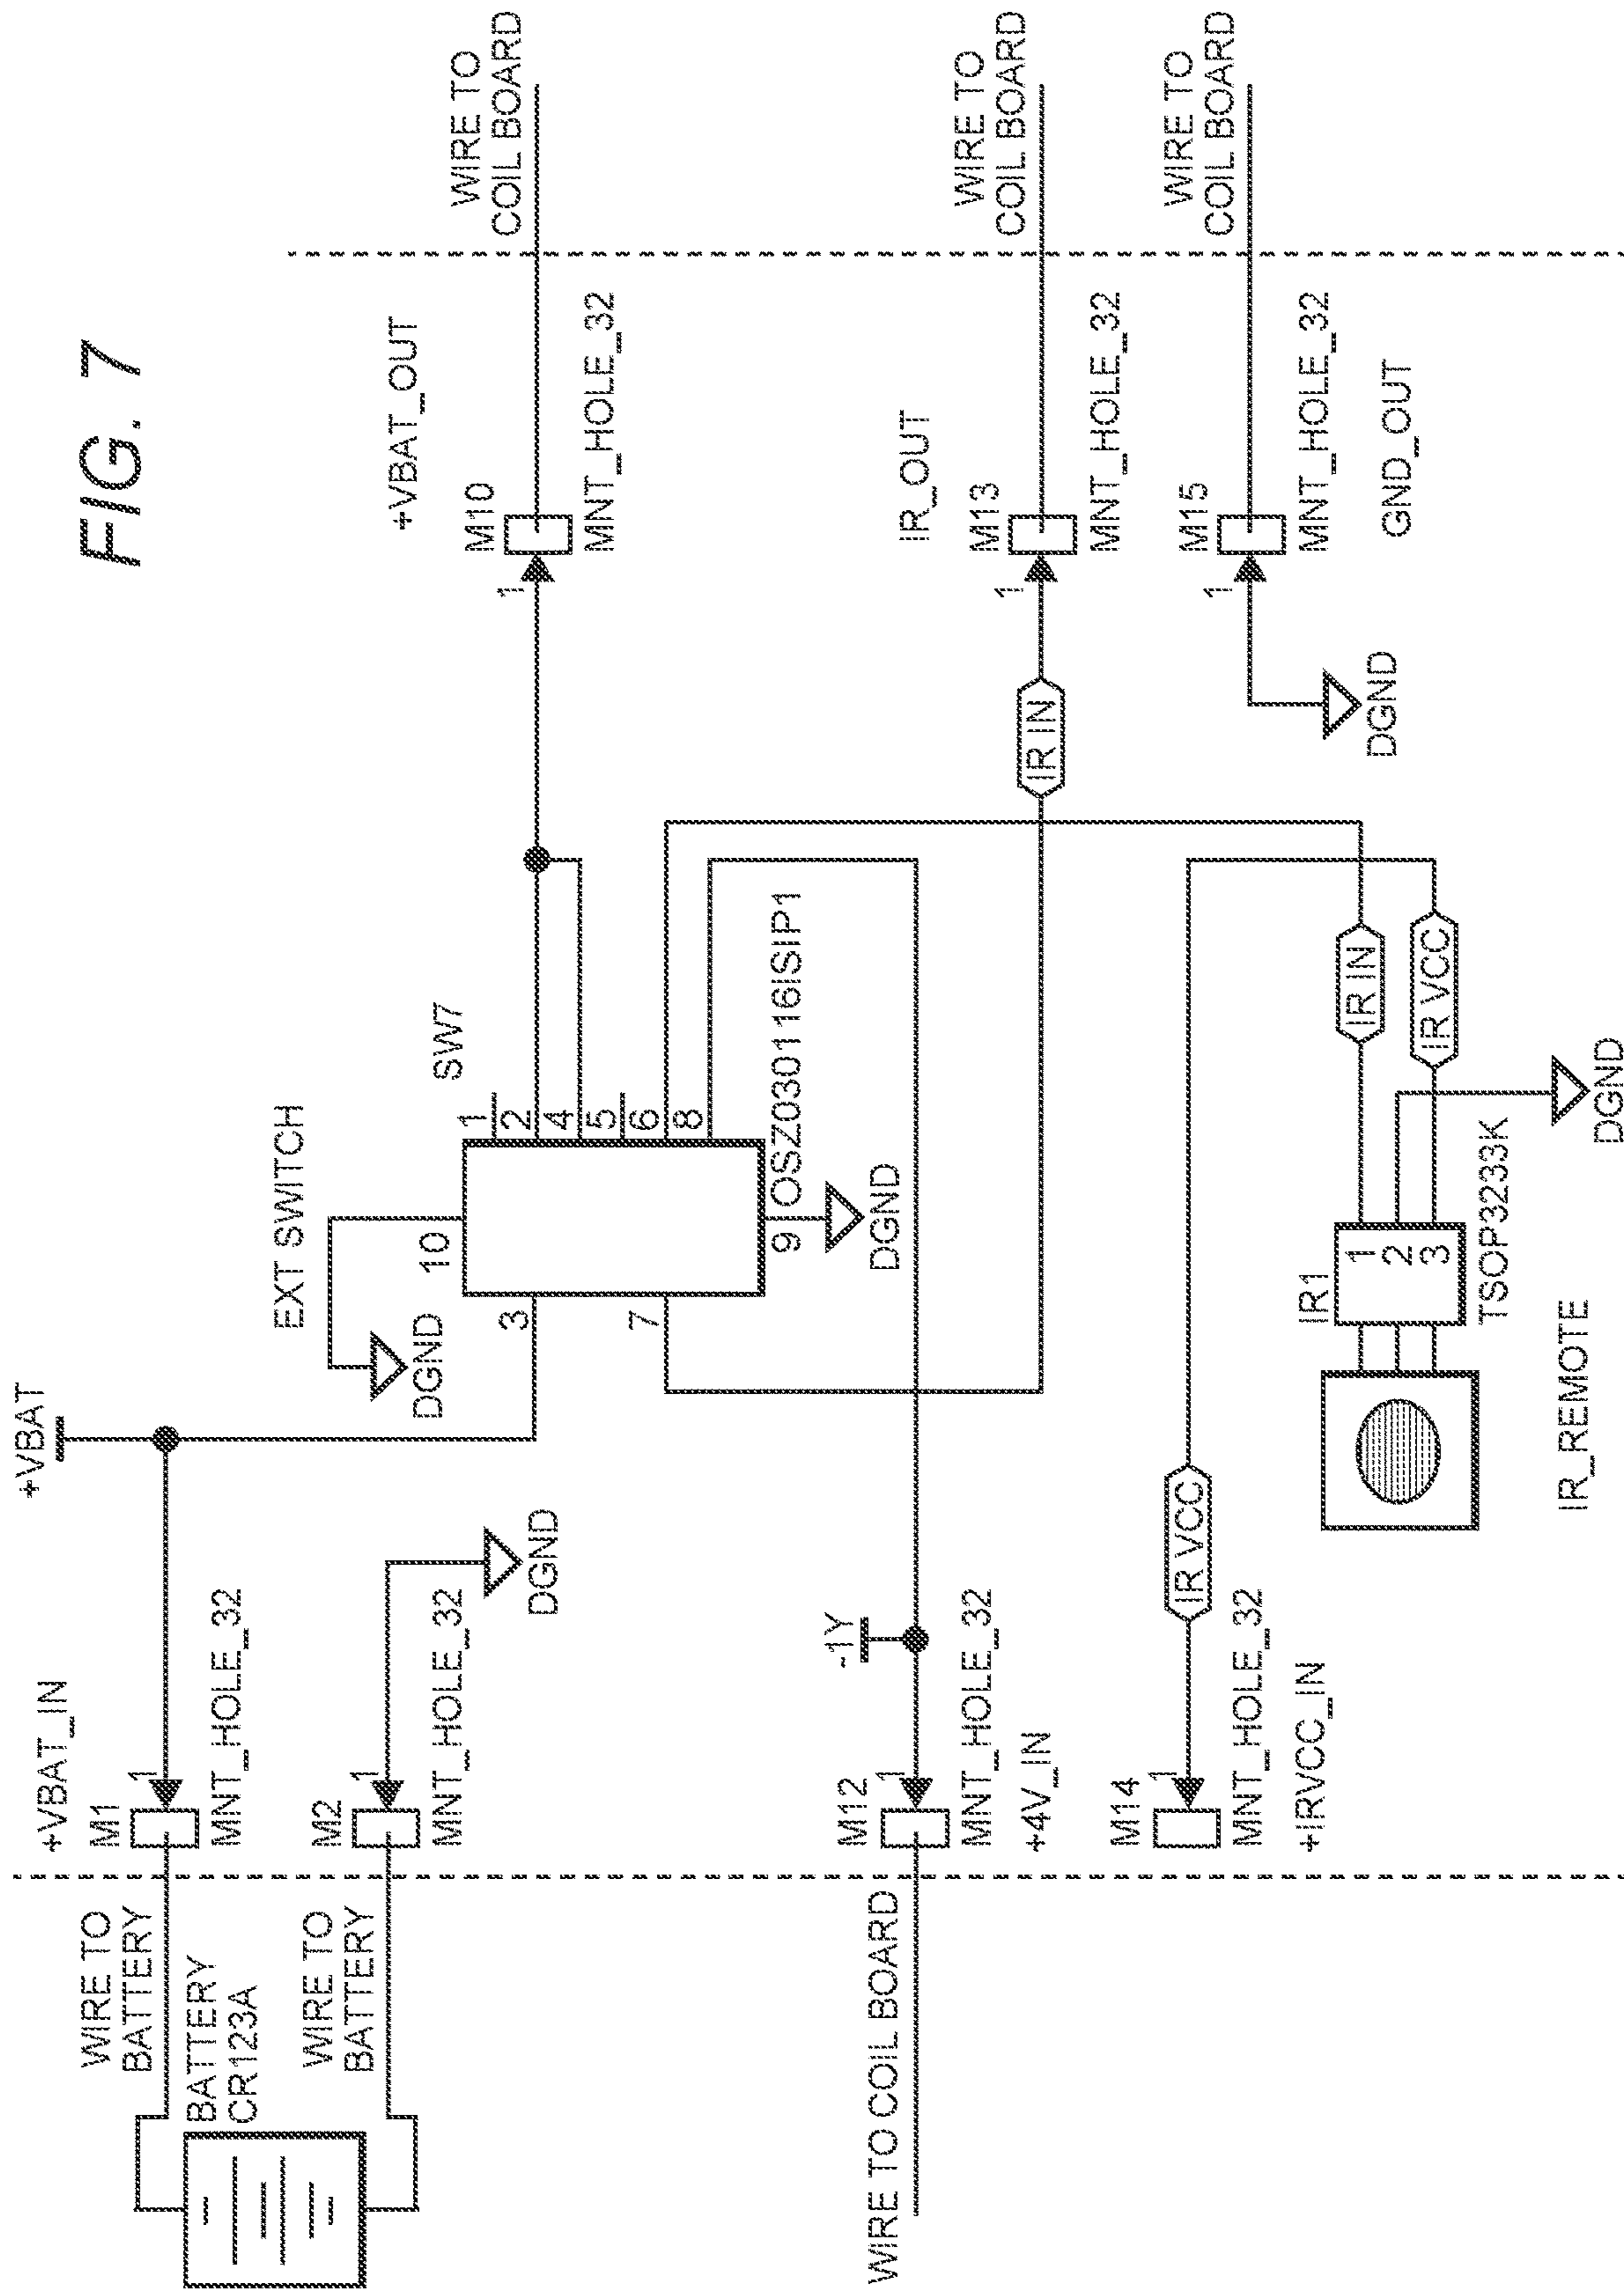 FIG. 7
+VBAT
+VBAT_IN
WIRE TO
BATTERY
M1
1
MNT_HOLE_32
BATTERY
CR123A
WIRE TO
BATTERY
M2
1
MNT_HOLE_32
DGND
EXT SWITCH
DGND
10
SW7
3
7
1
2
4
5
6
8
9
OSZ030116ISIP1
DGND
+VBAT_OUT
M10
1
MNT_HOLE_32
WIRE TO
COIL BOARD
WIRE TO COIL BOARD
M12
1
MNT_HOLE_32
+4V_IN
-1Y
IR_OUT
IR IN
M13
1
MNT_HOLE_32
WIRE TO
COIL BOARD
M14
1
MNT_HOLE_32
+IRVCC_IN
IR VCC
M15
1
MNT_HOLE_32
GND_OUT
DGND
WIRE TO
COIL BOARD
IR1
1
2
3
TSOP3233K
IR_REMOTE
IR IN
IR VCC
DGND